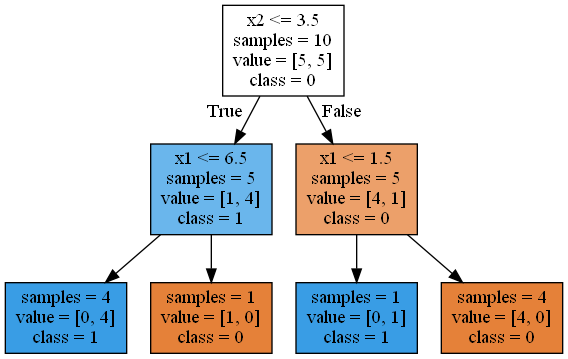 x2 <= 3.5
samples = 10
value = [5, 5]
class = 0
True
False
x1 <= 6.5
samples = 5
value = [1, 4]
class = 1
x1 <= 1.5
samples = 5
value = [4, 1]
class = 0
samples = 4
value = [0, 4]
class = 1
samples = 1
value = [1, 0]
class = 0
samples = 1
value = [0, 1]
class = 1
samples = 4
value = [4, 0]
class = 0